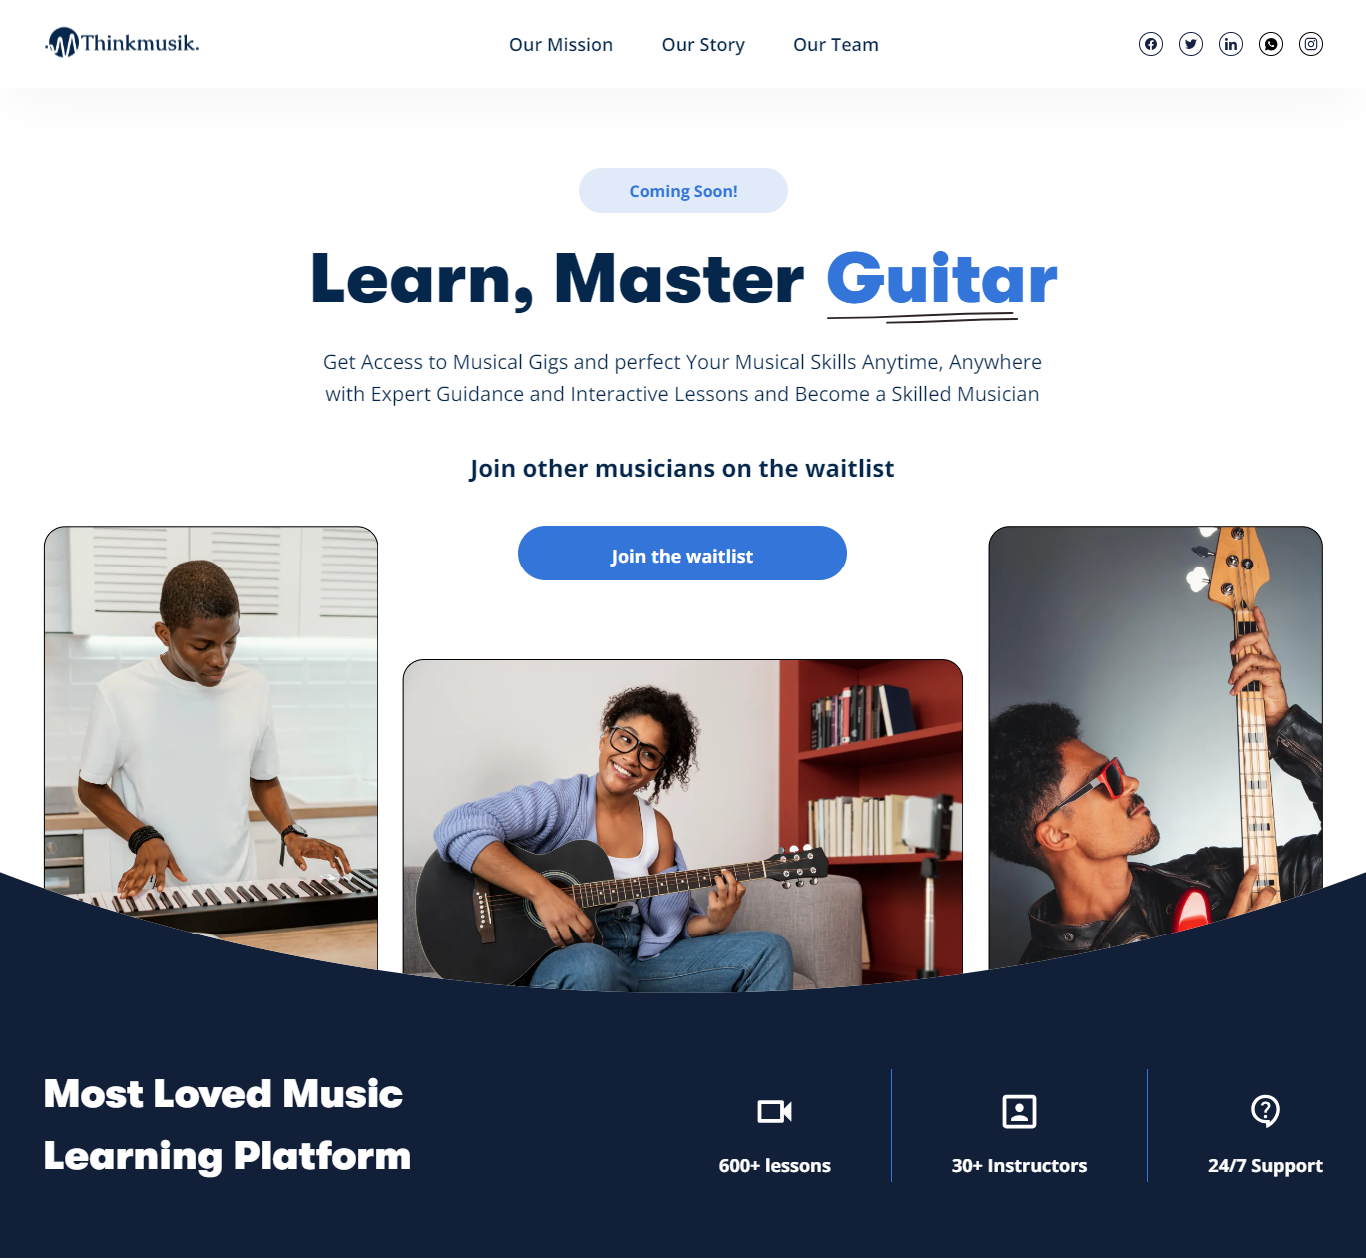 Thinkmusik.
Our Mission Our Story Our Team
Coming Soon!
Learn, Master Guitar
Get Access to Musical Gigs and perfect Your Musical Skills Anytime, Anywhere
with Expert Guidance and Interactive Lessons and Become a Skilled Musician
Join other musicians on the waitlist
Join the waitlist
Most Loved Music
Learning Platform
600+ lessons
30+ Instructors
24/7 Support